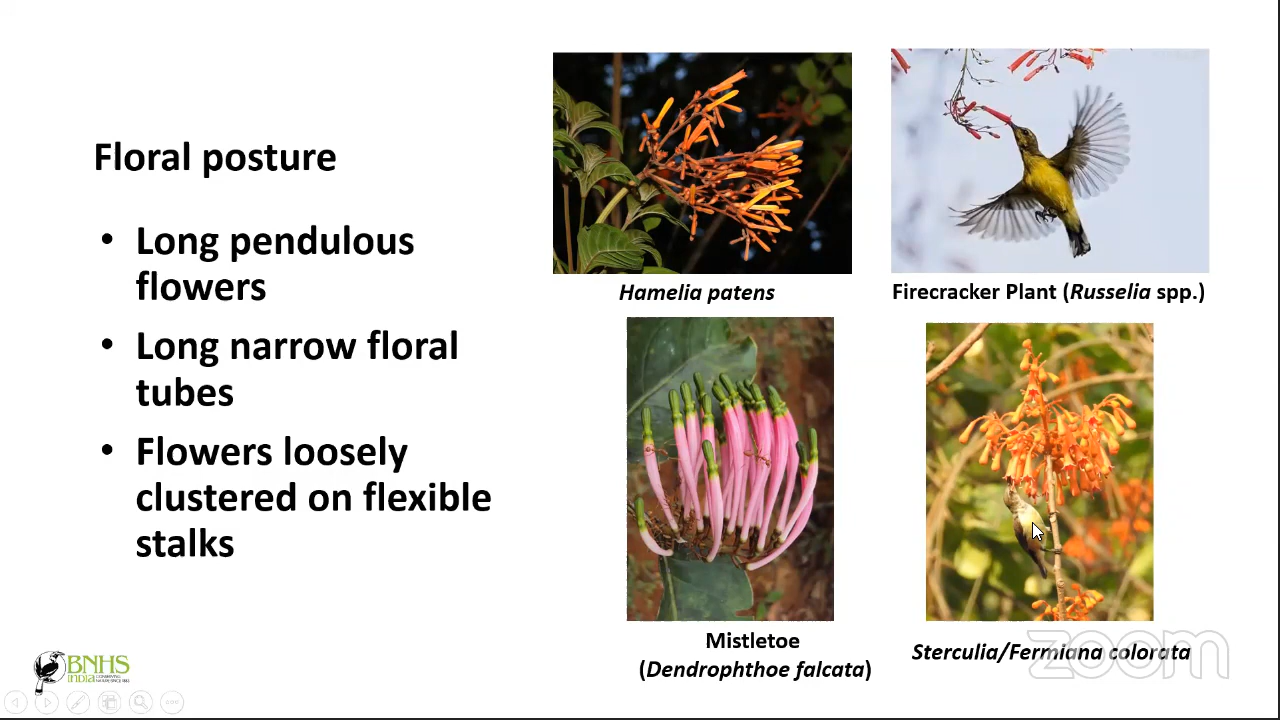 Floral posture
• Long pendulous
flowers
• Long narrow floral
tubes
• Flowers loosely
clustered on flexible
stalks
Hamelia patens
Firecracker Plant (Russelia spp.)
Mistletoe
(Dendrophthoe falcata)
Sterculia/Fermiana colorata
BNHS
India
zoom